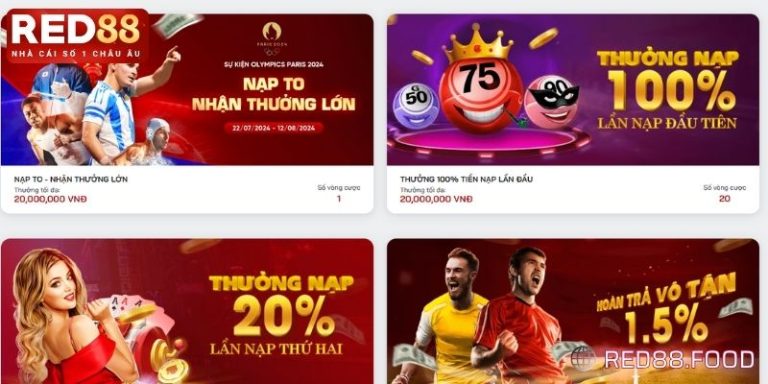 RED88
NHÀ CÁI SỐ 1 CHÂU ÂU
PARIS 2024
SỰ KIỆN OLYMPICS PARIS 2024
NẠP TO
NHẬN THƯỞNG LỚN
22/07/2024 - 12/08/2024
NẠP TO - NHẬN THƯỞNG LỚN
Thưởng tối đa:
20,000,000 VNĐ
Số vòng cược
1
50
75
90
THƯỞNG NẠP
100%
LẦN NẠP ĐẦU TIÊN
THƯỞNG 100% TIỀN NẠP LẦN ĐẦU
Thưởng tối đa:
20,000,000 VNĐ
Số vòng cược
20
THƯỞNG NẠP
20%
LẦN NẠP THỨ HAI
HOÀN TRẢ VÔ TẬN
1.5%
RED88.FOOD